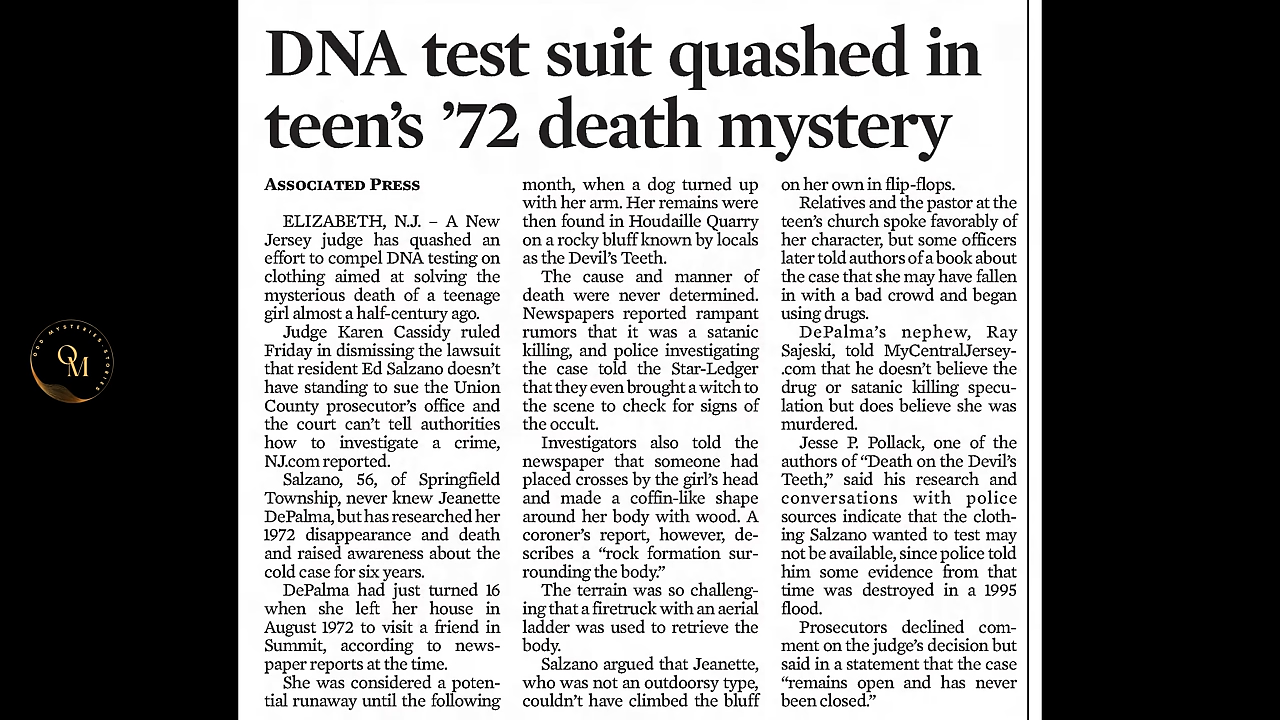 DNA test suit quashed in
teen's '72 death mystery
ASSOCIATED PRESS
ELIZABETH, N.J. – A New
Jersey judge has quashed an
effort to compel DNA testing on
clothing aimed at solving the
mysterious death of a teenage
girl almost a half-century ago.
Judge Karen Cassidy ruled
Friday in dismissing the lawsuit
that resident Ed Salzano doesn't
have standing to sue the Union
County prosecutor's office and
the court can't tell authorities
how to investigate a crime,
NJ.com reported.
Salzano, 56, of Springfield
Township, never knew Jeanette
DePalma, but has researched her
1972 disappearance and death
and raised awareness about the
cold case for six years.
DePalma had just turned 16
when she left her house in
August 1972 to visit a friend in
Summit, according to news-
paper reports at the time.
She was considered a poten-
tial runaway until the following
month, when a dog turned up
with her arm. Her remains were
then found in Houdaille Quarry
on a rocky bluff known by locals
as the Devil's Teeth.
The cause and manner of
death were never determined.
Newspapers reported rampant
rumors that it was a satanic
killing, and police investigating
the case told the Star-Ledger
that they even brought a witch to
the scene to check for signs of
the occult.
Investigators also told the
newspaper that someone had
placed crosses by the girl's head
and made a coffin-like shape
around her body with wood. A
coroner's report, however, de-
scribes a "rock formation sur-
rounding the body."
The terrain was so challeng-
ing that a firetruck with an aerial
ladder was used to retrieve the
body.
Salzano argued that Jeanette,
who was not an outdoorsy type,
couldn't have climbed the bluff
on her own in flip-flops.
Relatives and the pastor at the
teen's church spoke favorably of
her character, but some officers
later told authors of a book about
the case that she may have fallen
in with a bad crowd and began
using drugs.
DePalma's nephew, Ray
Sajeski, told MyCentralJersey-
.com that he doesn't believe the
drug or satanic killing specu-
lation but does believe she was
murdered.
Jesse P. Pollack, one of the
authors of "Death on the Devil's
Teeth," said his research and
conversations with police
sources indicate that the cloth-
ing Salzano wanted to test may
not be available, since police told
him some evidence from that
time was destroyed in a 1995
flood.
Prosecutors declined com-
ment on the judge's decision but
said in a statement that the case
"remains open and has never
been closed."
ODD MYSTERIES & STORIES
OM